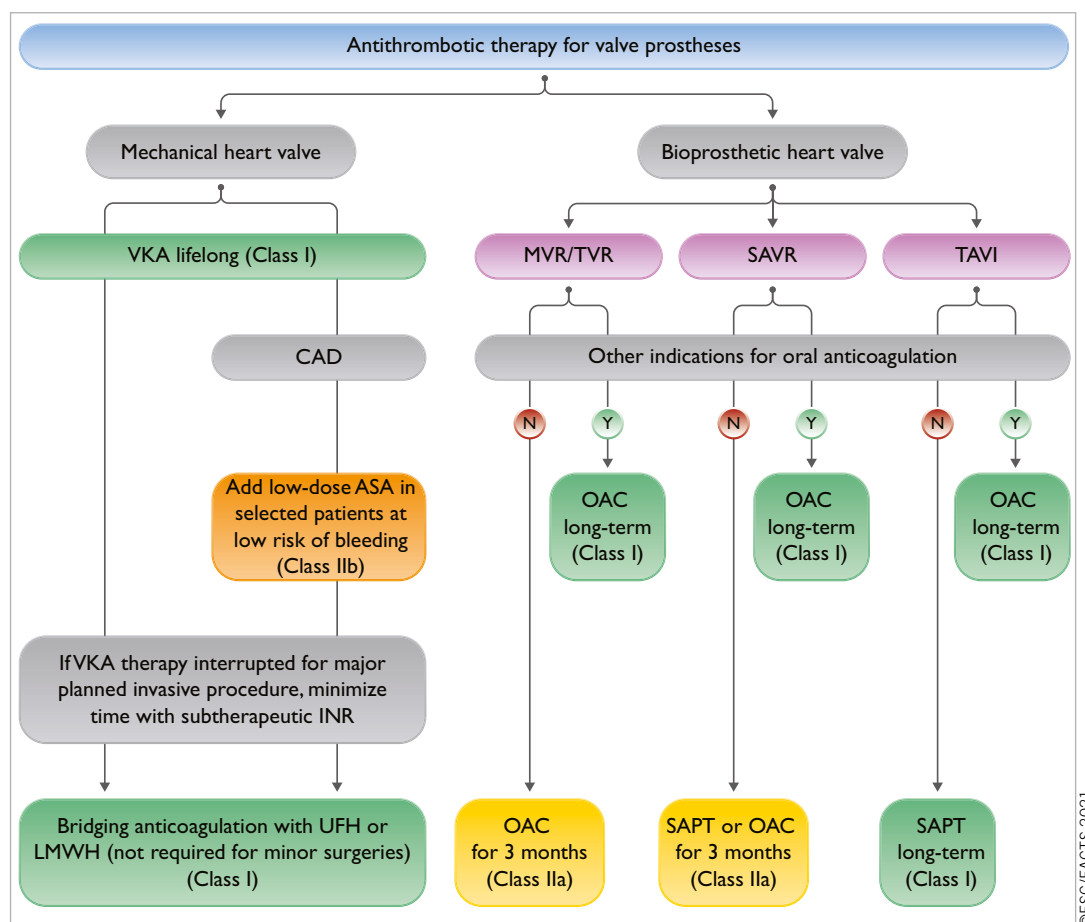 Antithrombotic therapy for valve prostheses
Mechanical heart valve
Bioprosthetic heart valve
VKA lifelong (Class I)
MVR/TVR
SAVR
TAVI
CAD
Other indications for oral anticoagulation
N
Y
N
Y
N
Y
Add low-dose ASA in
selected patients at
low risk of bleeding
(Class IIb)
OAC
long-term
(Class I)
OAC
long-term
(Class I)
OAC
long-term
(Class I)
If VKA therapy interrupted for major
planned invasive procedure, minimize
time with subtherapeutic INR
Bridging anticoagulation with UFH or
LMWH (not required for minor surgeries)
(Class I)
OAC
for 3 months
(Class IIa)
SAPT or OAC
for 3 months
(Class IIa)
SAPT
long-term
(Class I)
©ESC/EACTS 2021